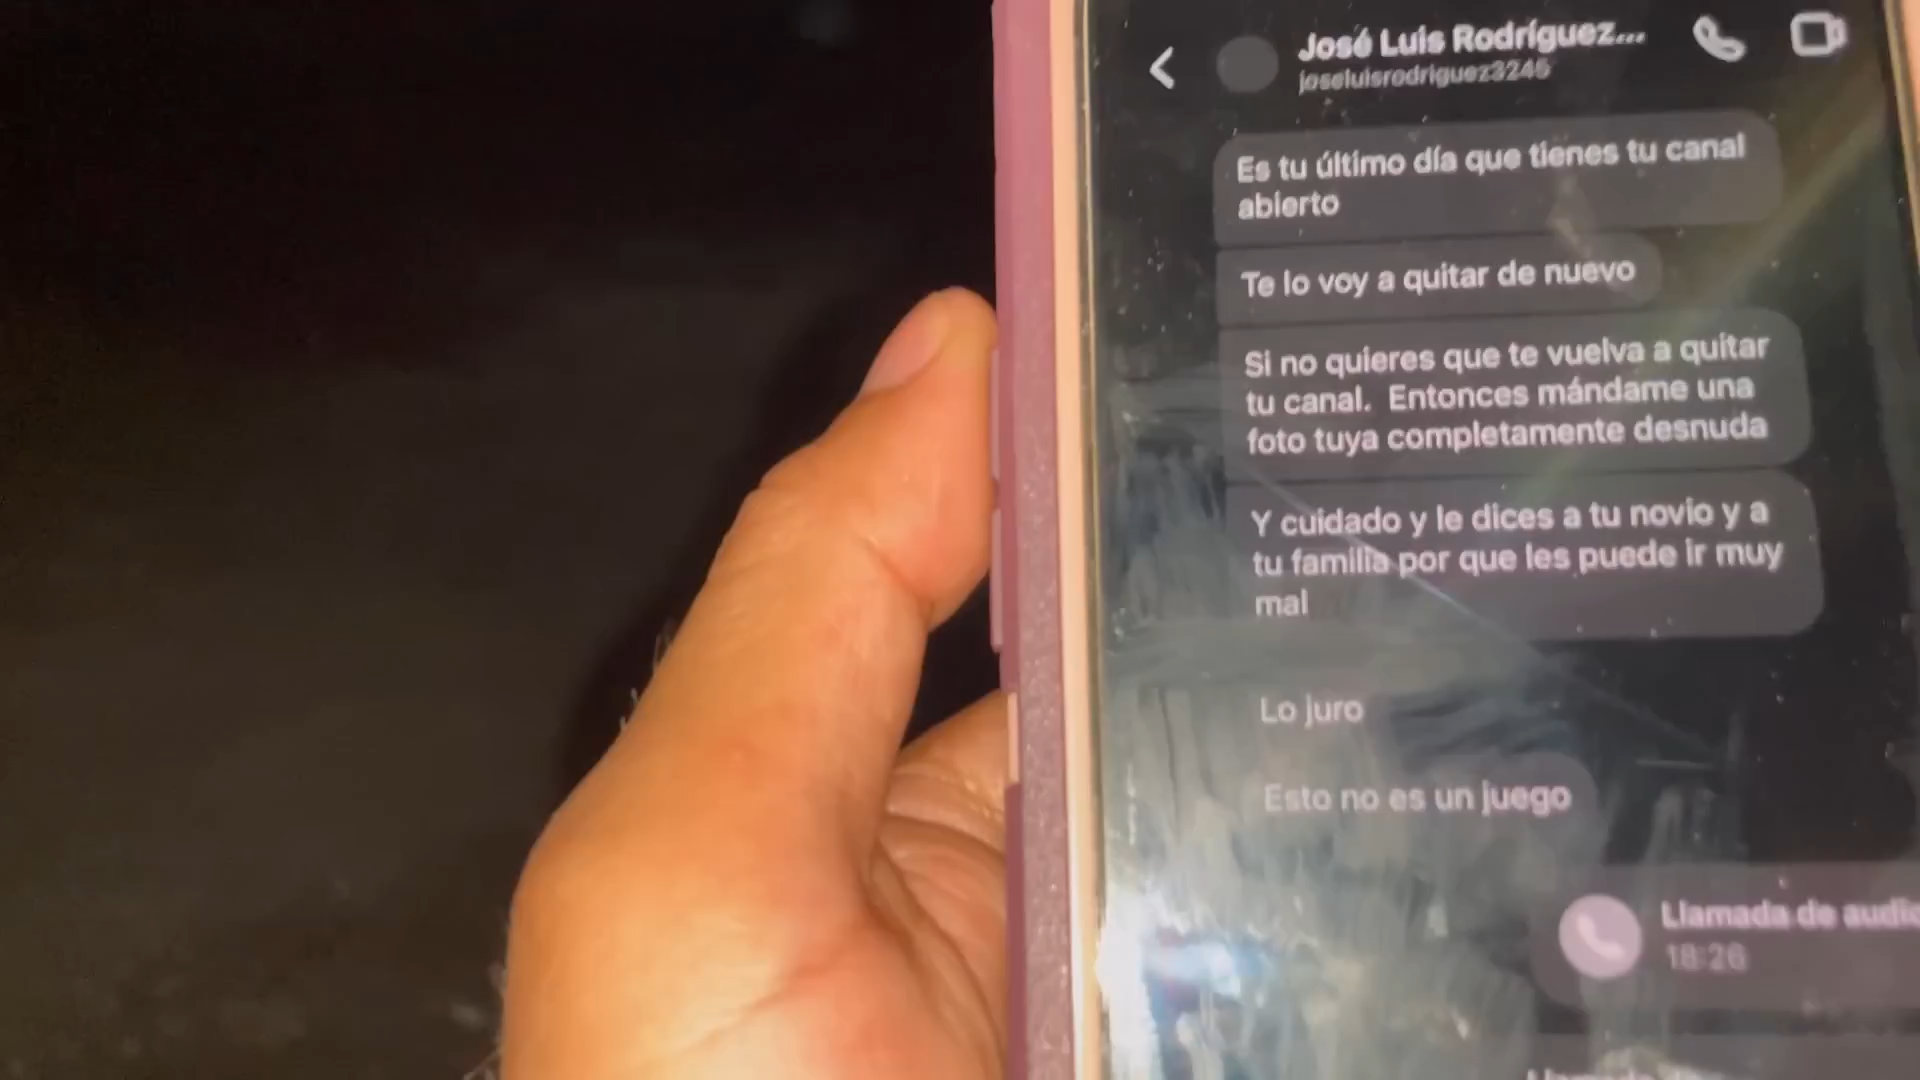 José Luis Rodríguez...
joseluisrodriguez3246
Es tu último día que tienes tu canal
abierto
Te lo voy a quitar de nuevo
Si no quieres que te vuelva a quitar
tu canal. Entonces mándame una
foto tuya completamente desnuda
Y cuidado y le dices a tu novio y a
tu familia por que les puede ir muy
mal
Lo juro
Esto no es un juego
Llamada de audio
18:26